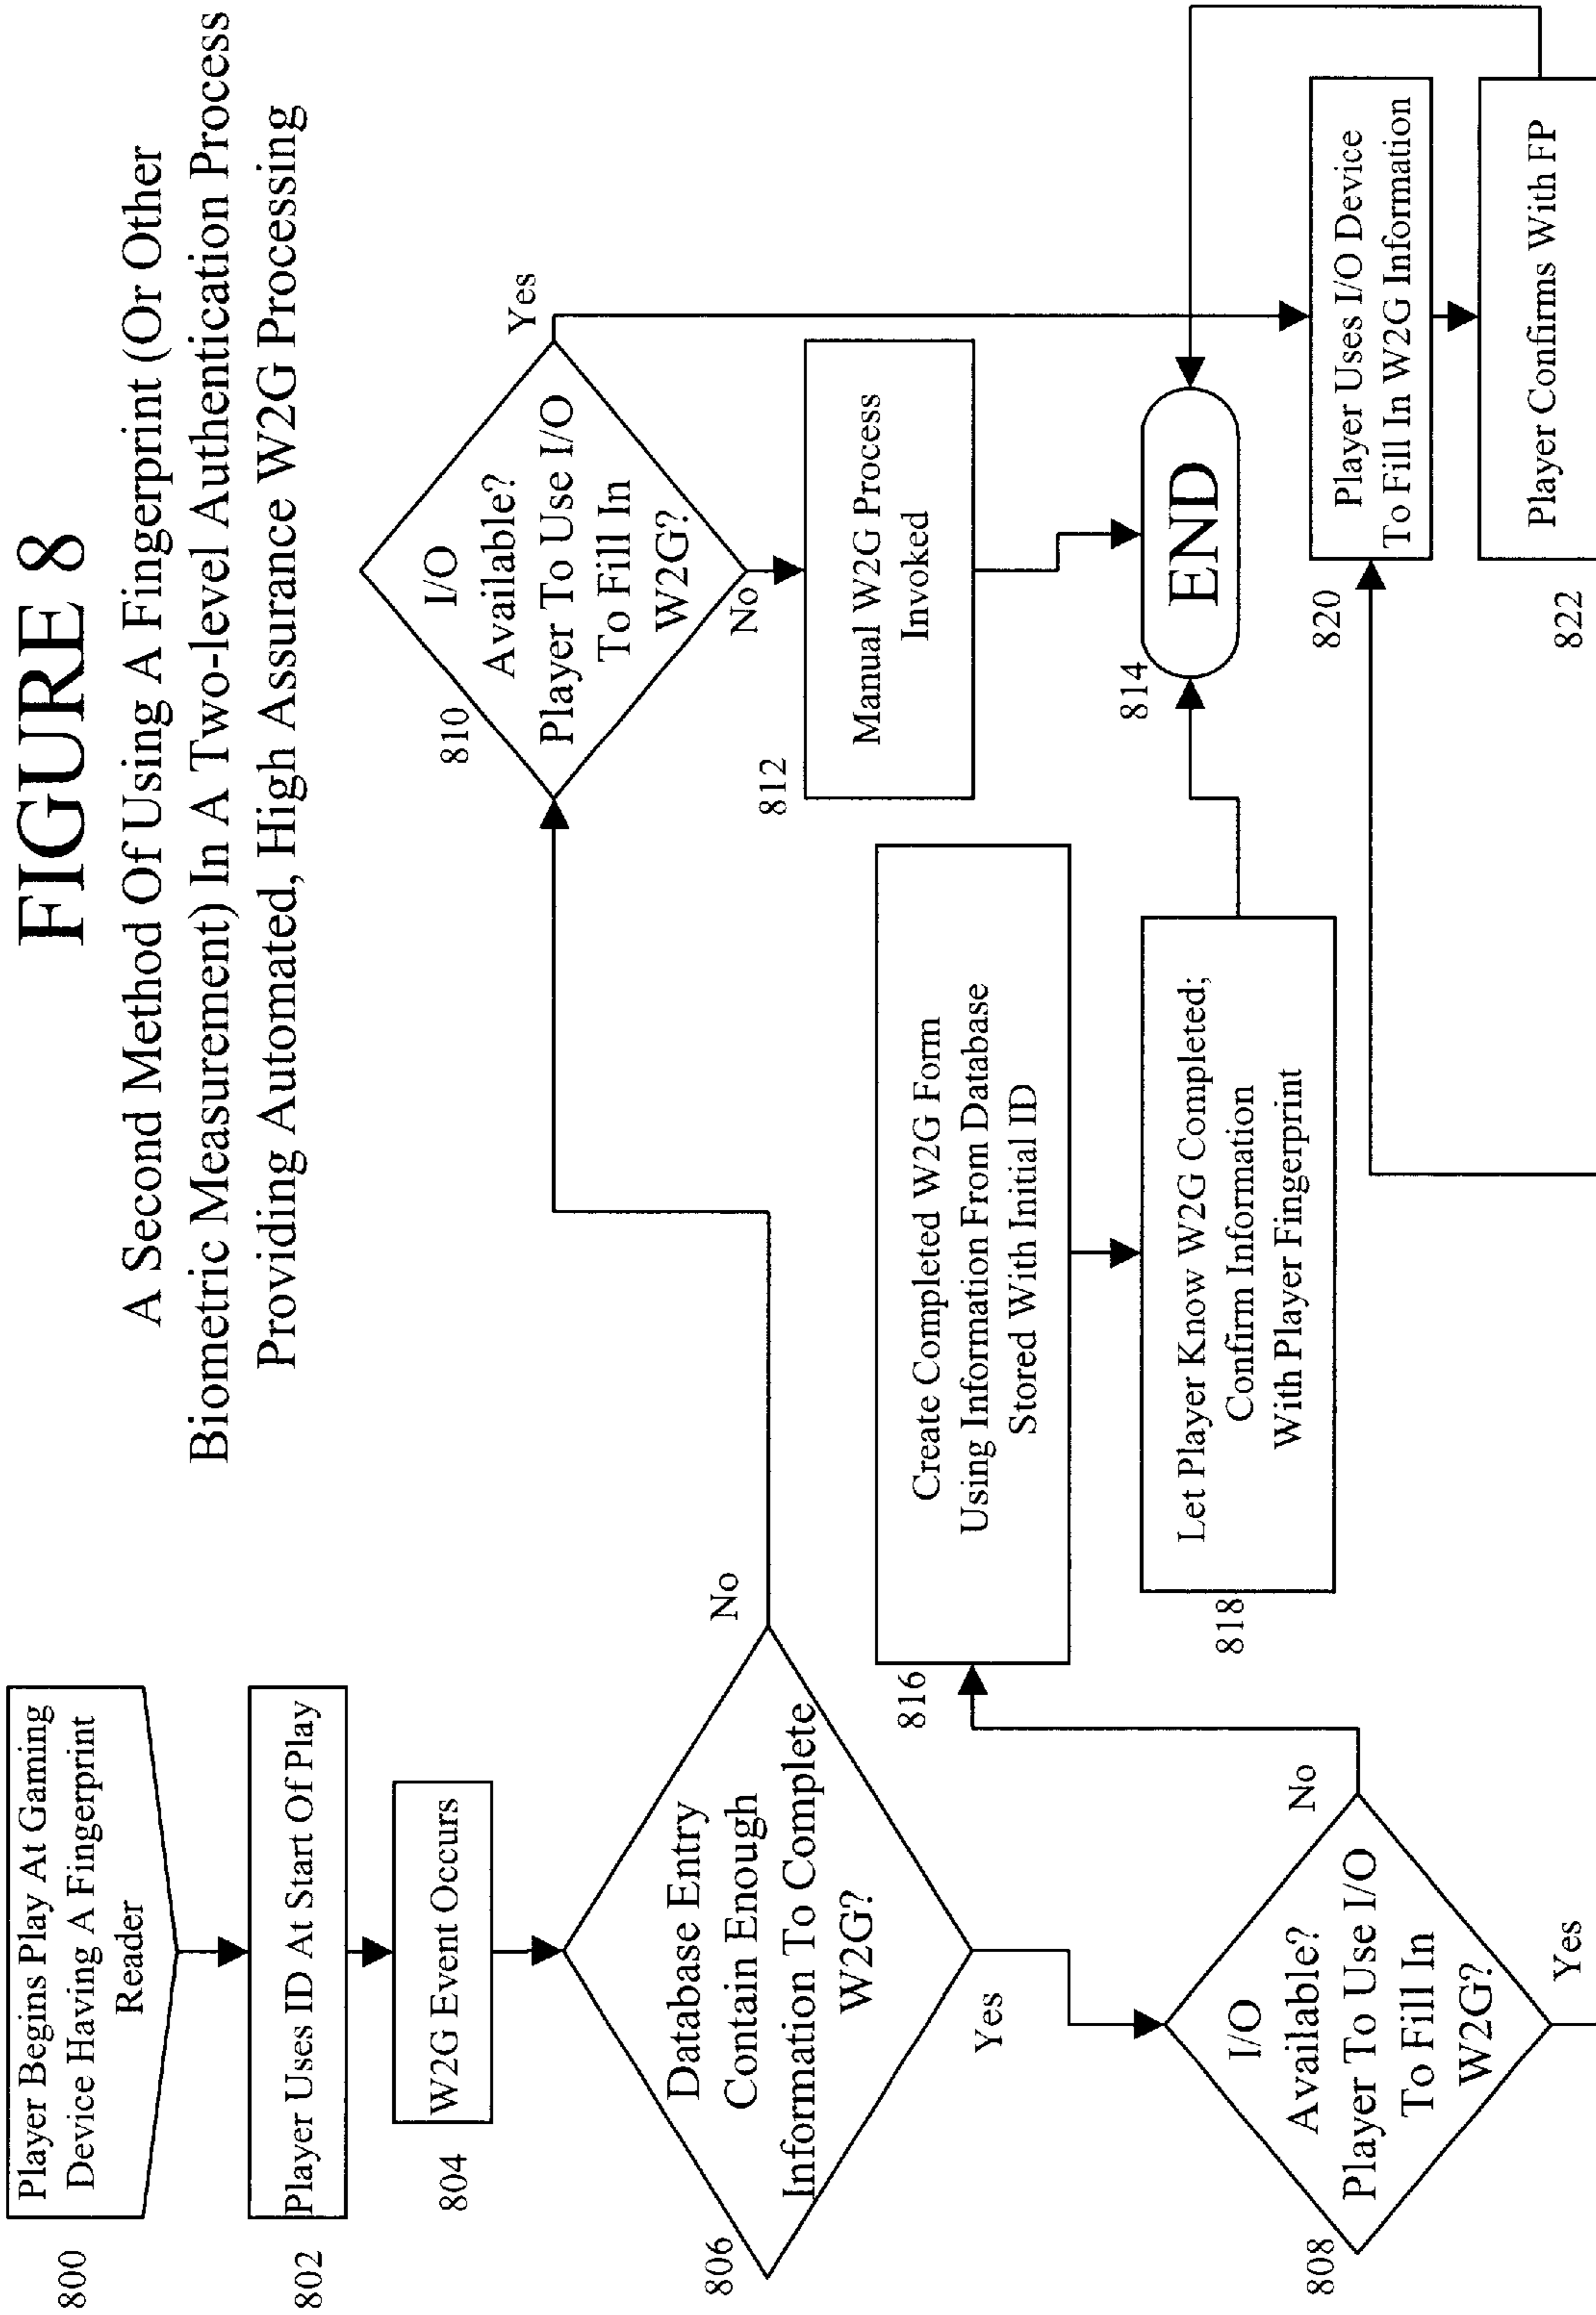 FIGURE 8
A Second Method Of Using A Fingerprint (Or Other
Biometric Measurement) In A Two-level Authentication Process
Providing Automated, High Assurance W2G Processing
800
Player Begins Play At Gaming
Device Having A Fingerprint
Reader
802
Player Uses ID At Start Of Play
804
W2G Event Occurs
806
Database Entry
Contain Enough
Information To Complete
W2G?
No
Yes
808
I/O
Available?
Player To Use I/O
To Fill In
W2G?
No
Yes
810
I/O
Available?
Player To Use I/O
To Fill In
W2G?
Yes
No
812
Manual W2G Process
Invoked
814
END
816
Create Completed W2G Form
Using Information From Database
Stored With Initial ID
818
Let Player Know W2G Completed;
Confirm Information
With Player Fingerprint
820
Player Uses I/O Device
To Fill In W2G Information
822
Player Confirms With FP